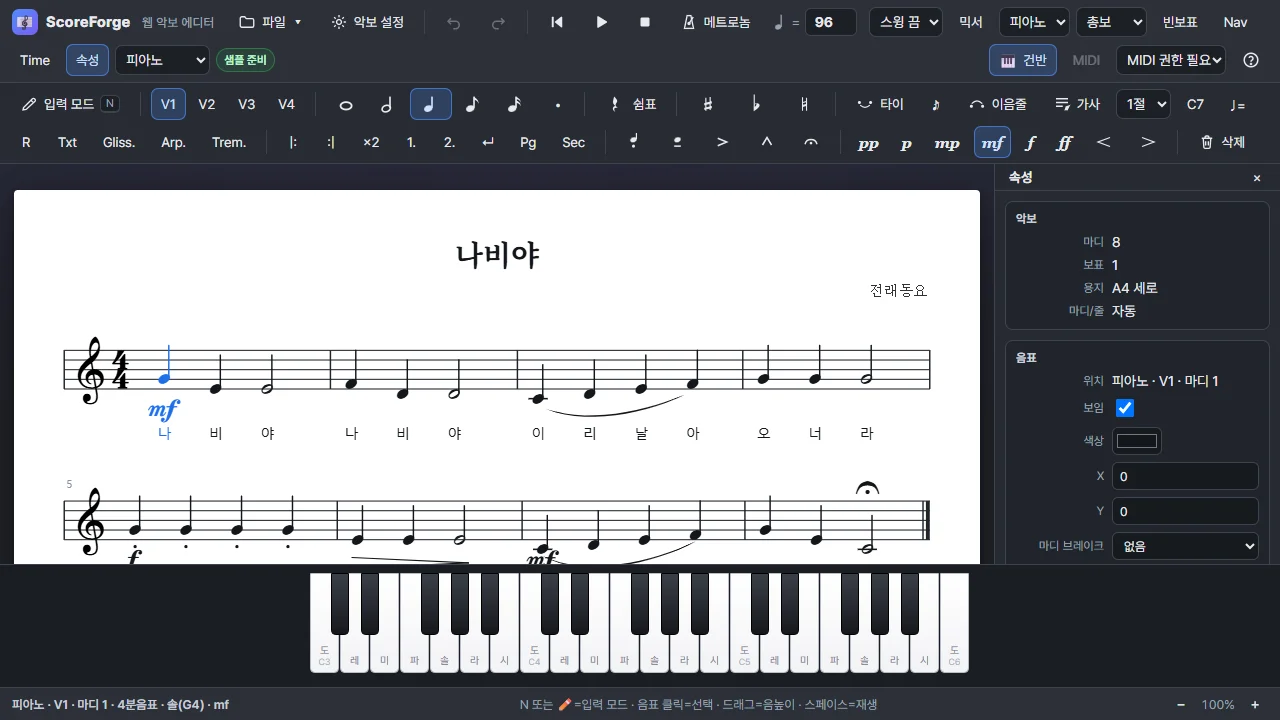 ScoreForge 웹 악보 에디터 파일 악보 설정 메트로놈 = 96 스윙 끔 믹서 피아노 총보 빈보표 Nav
Time 속성 피아노 샘플 준비 건반 MIDI MIDI 권한 필요
입력 모드 N V1 V2 V3 V4 쉼표 타이 이음줄 가사 1절 C7 ♩=
R Txt Gliss. Arp. Trem. |: :| ×2 1. 2. ↵ Pg Sec pp p mp mf f ff < > 삭제
속성 ×
나비야
전래동요
4
4
mf
나 비 야 나 비 야 이 리 날 아 오 너 라
5
f mf
악보
마디 8
보표 1
용지 A4 세로
마디/줄 자동
음표
위치 피아노 · V1 · 마디 1
보임
색상
X 0
Y 0
마디 브레이크 없음
도 레 미 파 솔 라 시 도 레 미 파 솔 라 시 도 레 미 파 솔 라 시 도
C3 C4 C5 C6
피아노 · V1 · 마디 1 · 4분음표 · 솔(G4) · mf
N 또는 =입력 모드 · 음표 클릭=선택 · 드래그=음높이 · 스페이스=재생
− 100% +